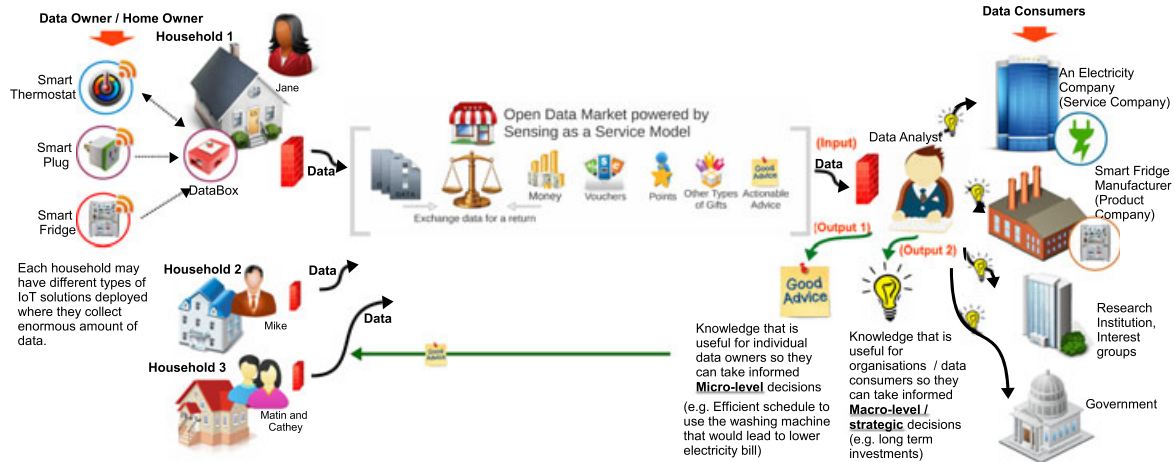 Data Owner / Home Owner
Household 1
Jane
Smart
Thermostat
Smart
Plug
Smart
Fridge
DataBox
Data
Each household may
have different types of
IoT solutions deployed
where they collect
enormous amount of
data.
Household 2
Mike
Data
Household 3
Matin and
Cathey
Data
Good
Advice
Open Data Market powered by
Sensing as a Service Model
DATA
Exchange data for a return
Money
Vouchers
Points
Other Types
of Gifts
Good
Advice
Actionable
Advice
(Input)
Data
Data Analyst
(Output 1)
(Output 2)
Good
Advice
Knowledge that is
useful for individual
data owners so they
can take informed
Micro-level decisions
(e.g. Efficient schedule to
use the washing machine
that would lead to lower
electricity bill)
Knowledge that is
useful for
organisations / data
consumers so they
can take informed
Macro-level /
strategic decisions
(e.g. long term
investments)
Data Consumers
An Electricity
Company
(Service Company)
Smart Fridge
Manufacturer
(Product
Company)
Research
Institution,
Interest
groups
Government